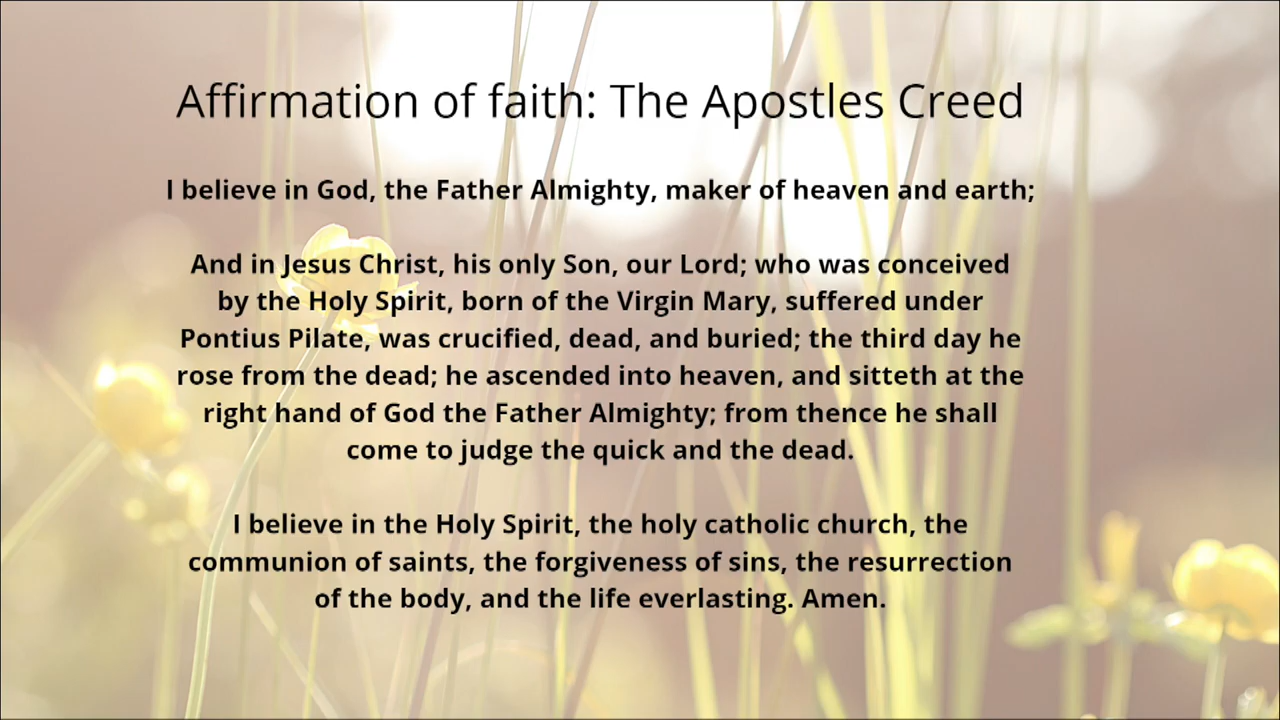 Affirmation of faith: The Apostles Creed
I believe in God, the Father Almighty, maker of heaven and earth;
And in Jesus Christ, his only Son, our Lord; who was conceived
by the Holy Spirit, born of the Virgin Mary, suffered under
Pontius Pilate, was crucified, dead, and buried; the third day he
rose from the dead; he ascended into heaven, and sitteth at the
right hand of God the Father Almighty; from thence he shall
come to judge the quick and the dead.
I believe in the Holy Spirit, the holy catholic church, the
communion of saints, the forgiveness of sins, the resurrection
of the body, and the life everlasting. Amen.